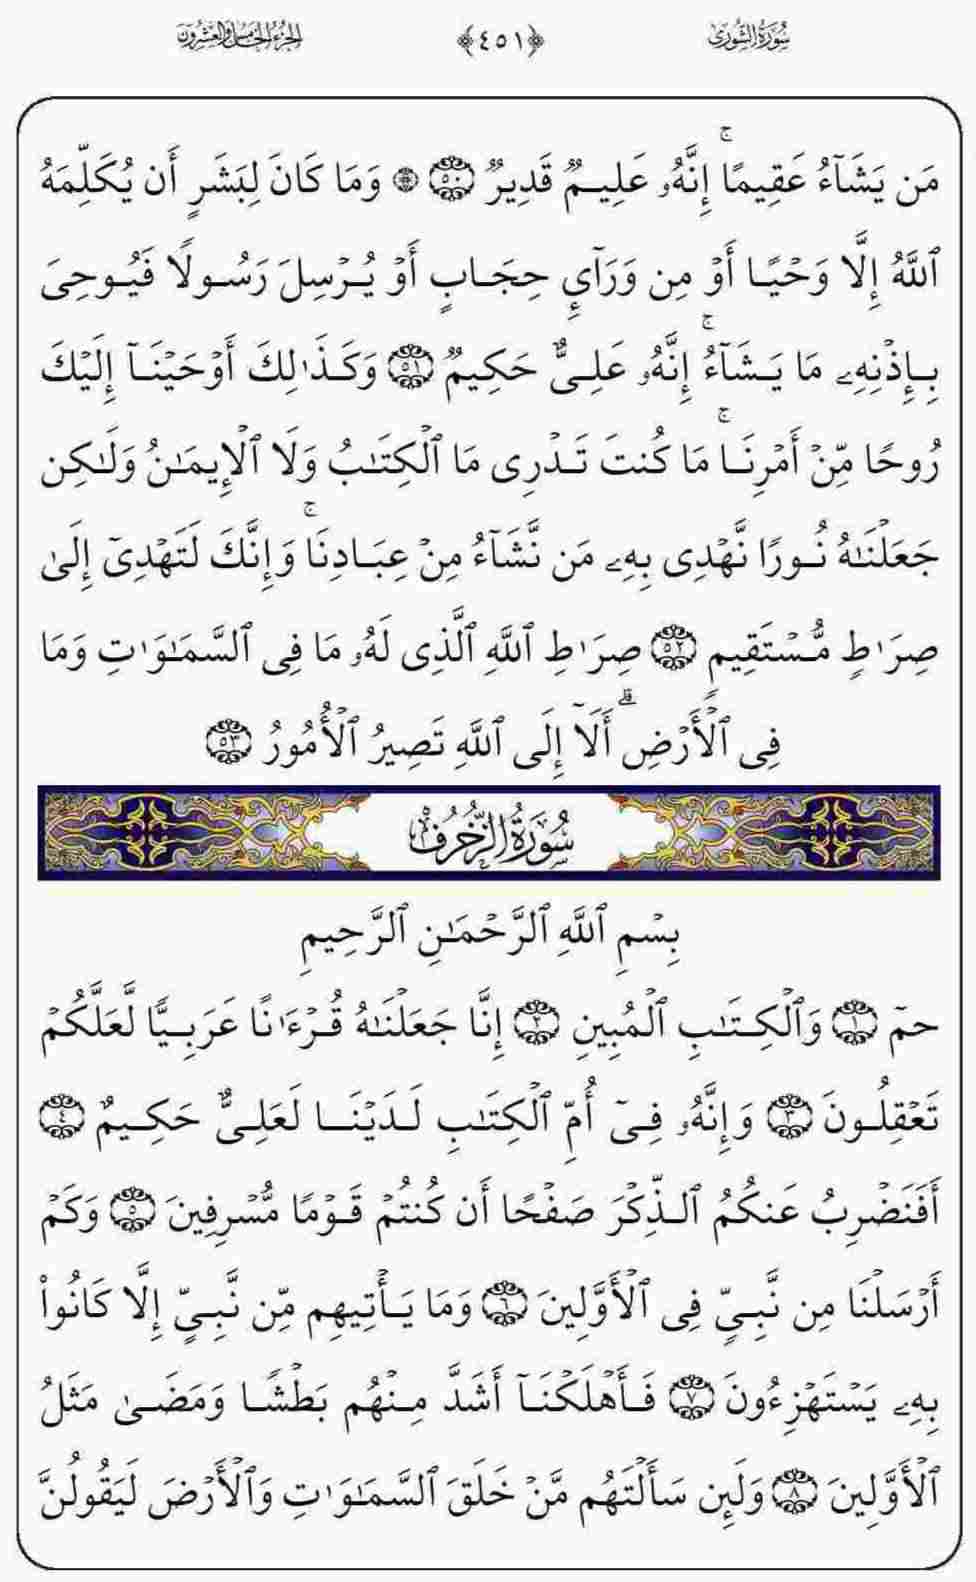 سُورَةُ الشُّورَىٰ ﴿٤٥١﴾ الجُزْءُ الخَامِسُ وَالعِشْرُونَ
مَن يَشَآءُ عَقِيمًاۚ إِنَّهُۥ عَلِيمٌ قَدِيرٌ ٥٠ ۞ وَمَا كَانَ لِبَشَرٍ أَن يُكَلِّمَهُ
ٱللَّهُ إِلَّا وَحْيًا أَوْ مِن وَرَآئِ حِجَابٍ أَوْ يُرْسِلَ رَسُولًا فَيُوحِىَ
بِإِذْنِهِۦ مَا يَشَآءُۚ إِنَّهُۥ عَلِىٌّ حَكِيمٌ ٥١ وَكَذَٰلِكَ أَوْحَيْنَآ إِلَيْكَ
رُوحًا مِّنْ أَمْرِنَاۚ مَا كُنتَ تَدْرِى مَا ٱلْكِتَـٰبُ وَلَا ٱلْإِيمَـٰنُ وَلَـٰكِن
جَعَلْنَـٰهُ نُورًا نَّهْدِى بِهِۦ مَن نَّشَآءُ مِنْ عِبَادِنَاۚ وَإِنَّكَ لَتَهْدِىٓ إِلَىٰ
صِرَٰطٍ مُّسْتَقِيمٍ ٥٢ صِرَٰطِ ٱللَّهِ ٱلَّذِى لَهُۥ مَا فِى ٱلسَّمَـٰوَٰتِ وَمَا
فِى ٱلْأَرْضِۗ أَلَآ إِلَى ٱللَّهِ تَصِيرُ ٱلْأُمُورُ ٥٣
سُورَةُ الزُّخْرُفِ
بِسْمِ ٱللَّهِ ٱلرَّحْمَـٰنِ ٱلرَّحِيمِ
حمٓ ١ وَٱلْكِتَـٰبِ ٱلْمُبِينِ ٢ إِنَّا جَعَلْنَـٰهُ قُرْءَٰنًا عَرَبِيًّا لَّعَلَّكُمْ
تَعْقِلُونَ ٣ وَإِنَّهُۥ فِىٓ أُمِّ ٱلْكِتَـٰبِ لَدَيْنَا لَعَلِىٌّ حَكِيمٌ ٤
أَفَنَضْرِبُ عَنكُمُ ٱلذِّكْرَ صَفْحًا أَن كُنتُمْ قَوْمًا مُّسْرِفِينَ ٥ وَكَمْ
أَرْسَلْنَا مِن نَّبِىٍّ فِى ٱلْأَوَّلِينَ ٦ وَمَا يَأْتِيهِم مِّن نَّبِىٍّ إِلَّا كَانُوا۟
بِهِۦ يَسْتَهْزِءُونَ ٧ فَأَهْلَكْنَآ أَشَدَّ مِنْهُم بَطْشًا وَمَضَىٰ مَثَلُ
ٱلْأَوَّلِينَ ٨ وَلَئِن سَأَلْتَهُم مَّنْ خَلَقَ ٱلسَّمَـٰوَٰتِ وَٱلْأَرْضَ لَيَقُولُنَّ